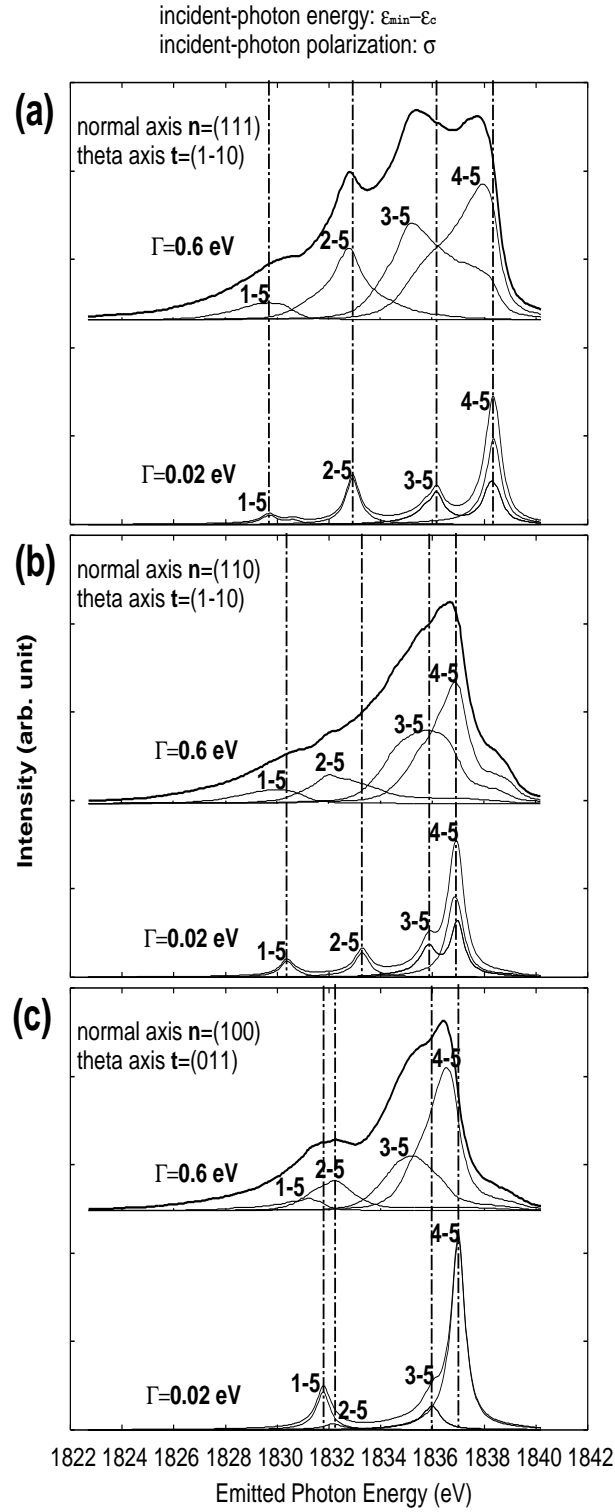 incident-photon energy: εmin−εc
incident-photon polarization: σ
(a)
normal axis n=(111)
theta axis t=(1-10)
Γ=0.6 eV
1-5
2-5
3-5
4-5
Γ=0.02 eV
1-5
2-5
3-5
4-5
(b)
normal axis n=(110)
theta axis t=(1-10)
Γ=0.6 eV
1-5
2-5
3-5
4-5
Γ=0.02 eV
1-5
2-5
3-5
4-5
(c)
normal axis n=(100)
theta axis t=(011)
Γ=0.6 eV
1-5
2-5
3-5
4-5
Γ=0.02 eV
1-5
2-5
3-5
4-5
Intensity (arb. unit)
1822 1824 1826 1828 1830 1832 1834 1836 1838 1840 1842
Emitted Photon Energy (eV)